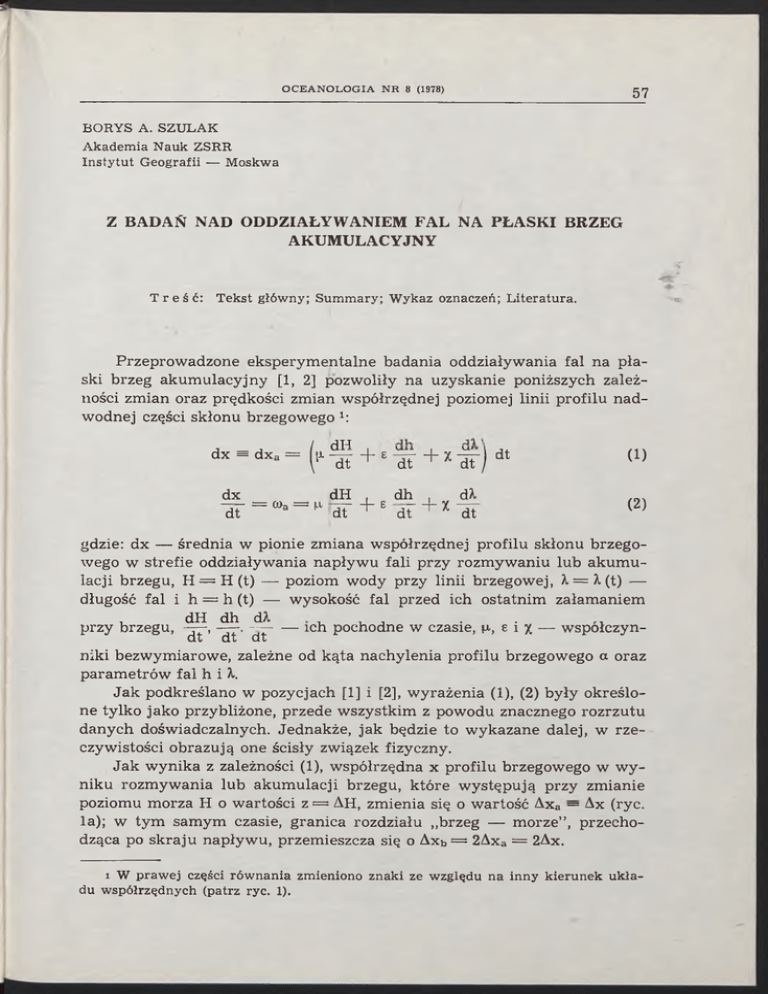 OCEANOLOGIA NR 8 (1978)
57
BORYS A. SZULAK
Akademia Nauk ZSRR
Instytut Geografii — Moskwa
Z BADAŃ NAD ODDZIAŁYWANIEM FAL NA PŁASKI BRZEG
AKUMULACYJNY
Treść: Tekst główny; Summary; Wykaz oznaczeń; Literatura.
Przeprowadzone eksperymentalne badania oddziaływania fal na pła-
ski brzeg akumulacyjny [1, 2] pozwoliły na uzyskanie poniższych zależ-
ności zmian oraz prędkości zmian współrzędnej poziomej linii profilu nad-
wodnej części skłonu brzegowego ¹:
dx ≡ dxₐ = (μ dH/dt + ε dh/dt + χ dλ/dt) dt (1)
dx/dt = ωₐ = μ dH/dt + ε dh/dt + χ dλ/dt (2)
gdzie: dx — średnia w pionie zmiana współrzędnej profilu skłonu brzego-
wego w strefie oddziaływania napływu fali przy rozmywaniu lub akumu-
lacji brzegu, H = H (t) — poziom wody przy linii brzegowej, λ = λ (t) —
długość fal i h = h (t) — wysokość fal przed ich ostatnim załamaniem
przy brzegu, dH/dt, dh/dt, dλ/dt — ich pochodne w czasie, μ, ε i χ — współczyn-
niki bezwymiarowe, zależne od kąta nachylenia profilu brzegowego α oraz
parametrów fal h i λ.
Jak podkreślano w pozycjach [1] i [2], wyrażenia (1), (2) były określo-
ne tylko jako przybliżone, przede wszystkim z powodu znacznego rozrzutu
danych doświadczalnych. Jednakże, jak będzie to wykazane dalej, w rze-
czywistości obrazują one ścisły związek fizyczny.
Jak wynika z zależności (1), współrzędna x profilu brzegowego w wy-
niku rozmywania lub akumulacji brzegu, które występują przy zmianie
poziomu morza H o wartości z = ΔH, zmienia się o wartość Δxₐ ≡ Δx (ryc.
1a); w tym samym czasie, granica rozdziału „brzeg — morze”, przecho-
dząca po skraju napływu, przemieszcza się o Δx_b = 2Δxₐ = 2Δx.
¹ W prawej części równania zmieniono znaki ze względu na inny kierunek ukła-
du współrzędnych (patrz ryc. 1).